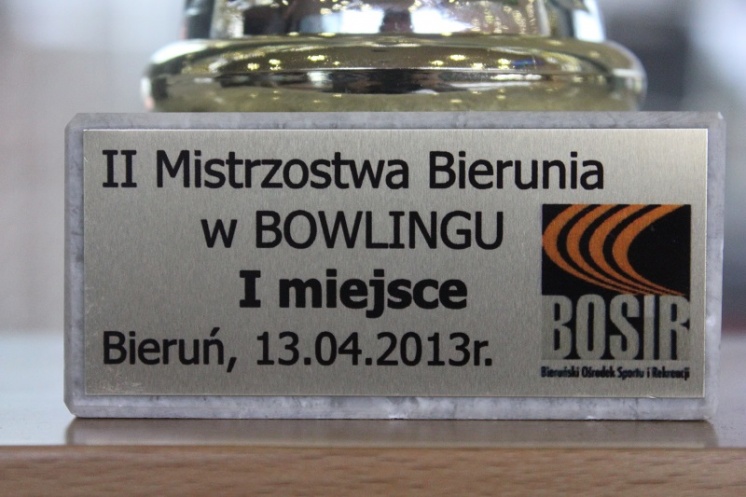 II Mistrzostwa Bierunia
w BOWLINGU
I miejsce
Bieruń, 13.04.2013r.
BOSIR
Bieruński Ośrodek Sportu i Rekreacji